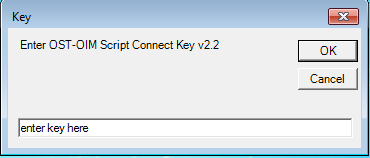 Key
Enter OST-OIM Script Connect Key v2.2
OK
Cancel
enter key here